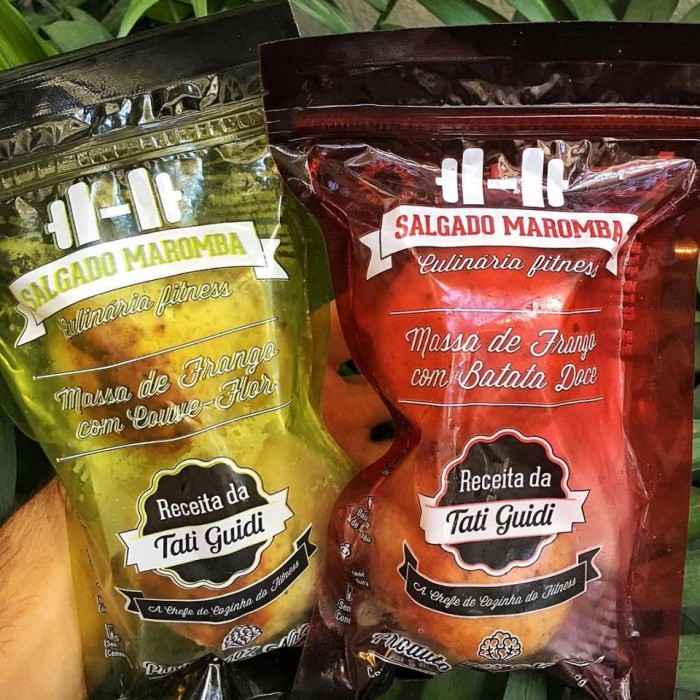 SALGADO MAROMBA
Culinária fitness
Massa de Frango
com Couve-Flor
Receita da
Tati Guidi
A Chefe de Cozinha do Fitness
SALGADO MAROMBA
Culinária fitness
Massa de Frango
com Batata Doce
Receita da
Tati Guidi
A Chefe de Cozinha do Fitness